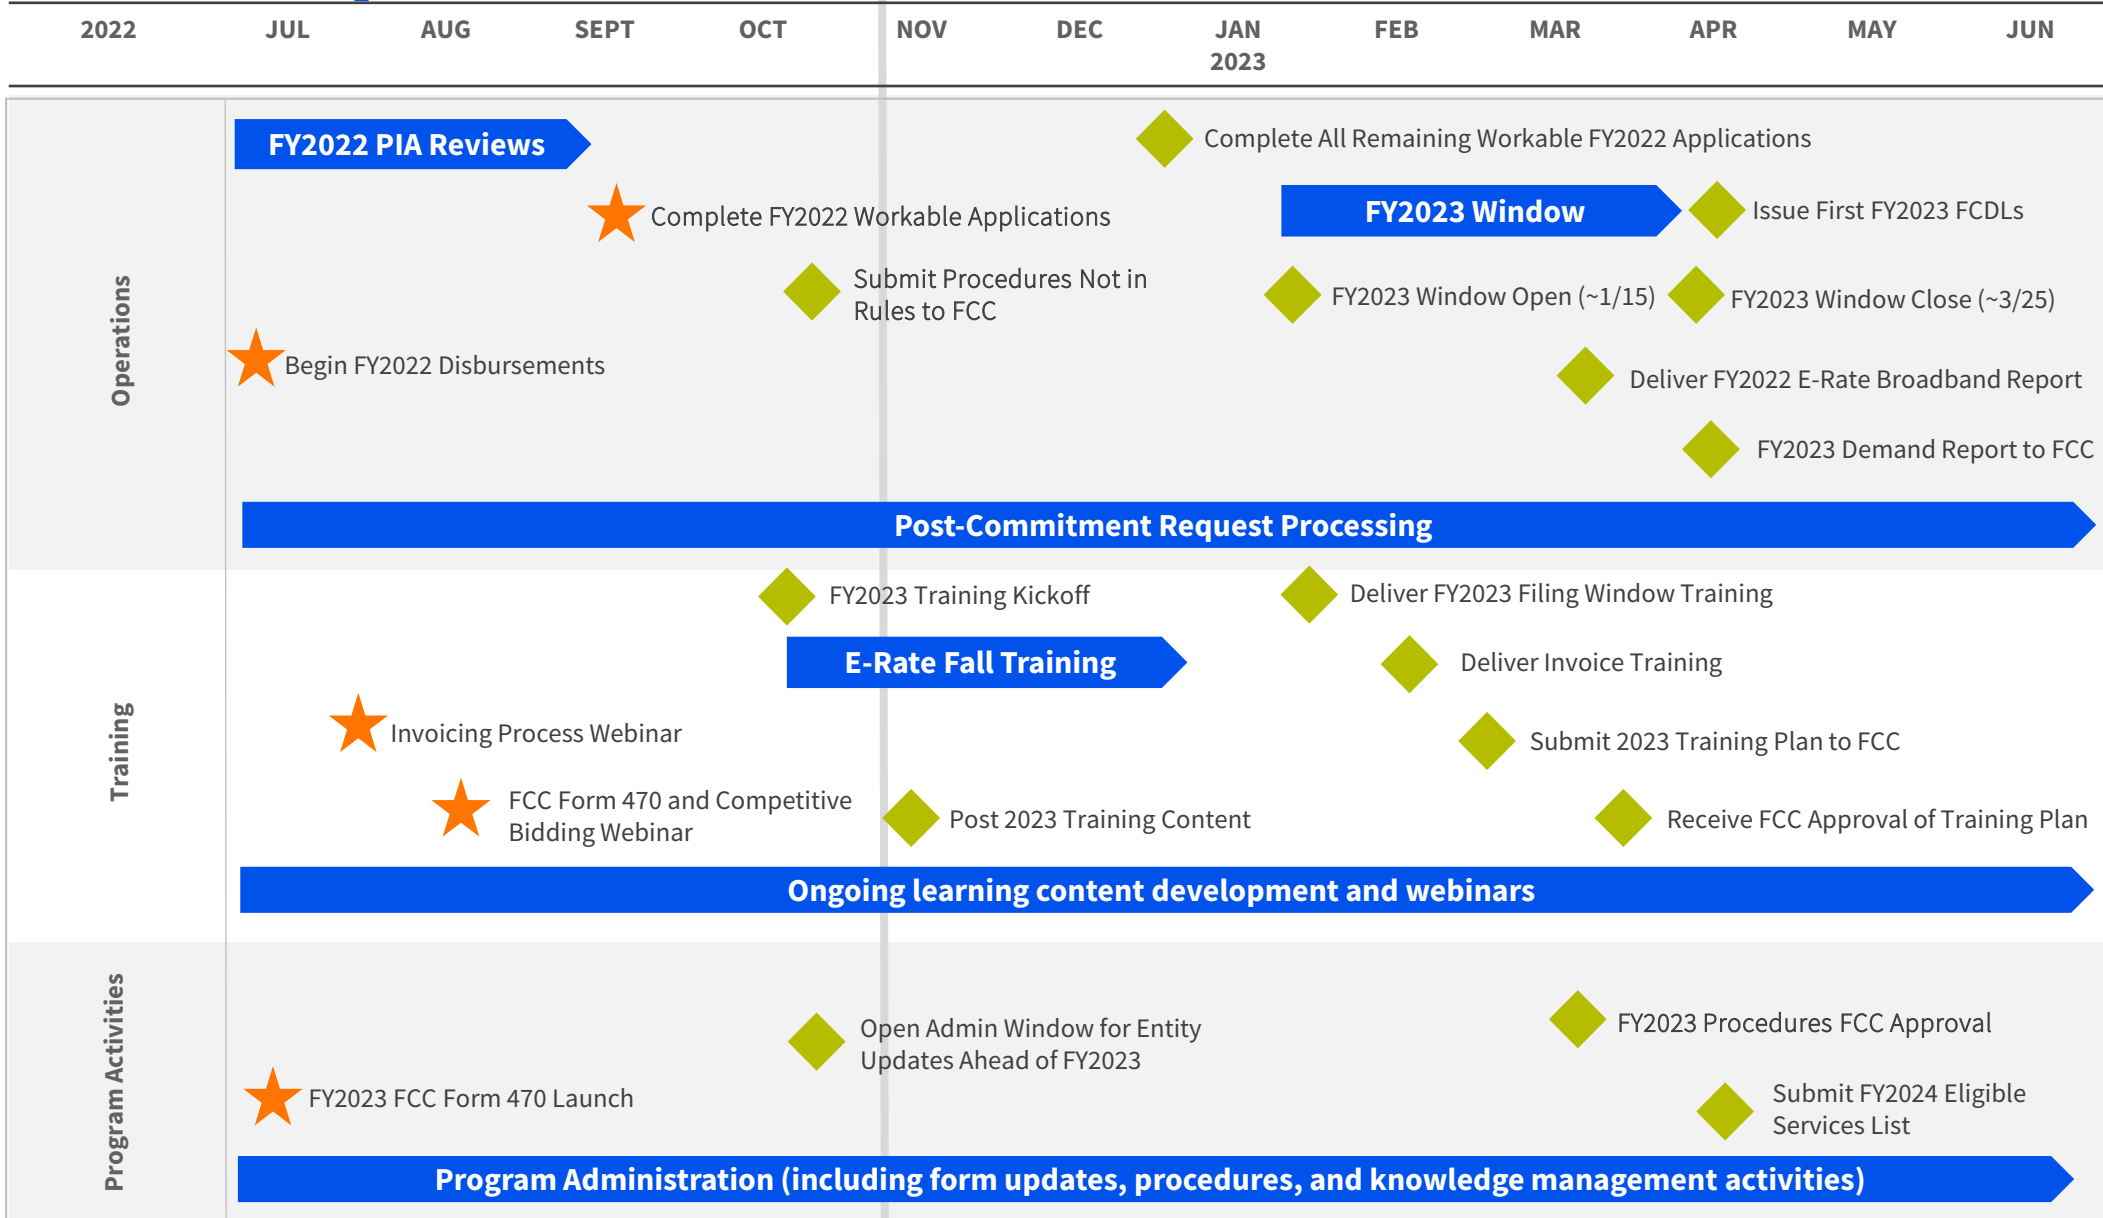 2022 JUL AUG SEPT OCT NOV DEC JAN FEB MAR APR MAY JUN
2023
Operations
FY2022 PIA Reviews
Complete All Remaining Workable FY2022 Applications
Complete FY2022 Workable Applications
FY2023 Window
Issue First FY2023 FCDLs
Submit Procedures Not in
Rules to FCC
FY2023 Window Open (~1/15)
FY2023 Window Close (~3/25)
Begin FY2022 Disbursements
Deliver FY2022 E-Rate Broadband Report
FY2023 Demand Report to FCC
Post-Commitment Request Processing
Training
FY2023 Training Kickoff
Deliver FY2023 Filing Window Training
E-Rate Fall Training
Deliver Invoice Training
Invoicing Process Webinar
Submit 2023 Training Plan to FCC
FCC Form 470 and Competitive
Bidding Webinar
Post 2023 Training Content
Receive FCC Approval of Training Plan
Ongoing learning content development and webinars
Program Activities
Open Admin Window for Entity
Updates Ahead of FY2023
FY2023 Procedures FCC Approval
FY2023 FCC Form 470 Launch
Submit FY2024 Eligible
Services List
Program Administration (including form updates, procedures, and knowledge management activities)